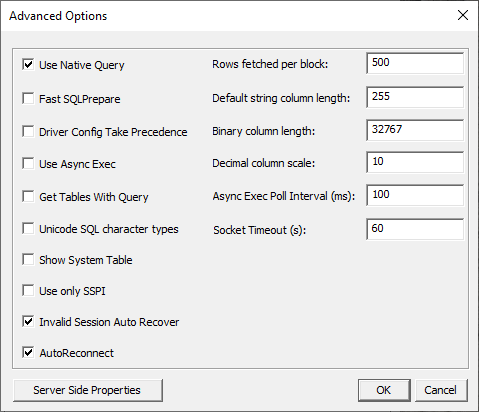 Advanced Options
Use Native Query
Rows fetched per block: 500
Fast SQLPrepare
Default string column length: 255
Driver Config Take Precedence
Binary column length: 32767
Use Async Exec
Decimal column scale: 10
Get Tables With Query
Async Exec Poll Interval (ms): 100
Unicode SQL character types
Socket Timeout (s): 60
Show System Table
Use only SSPI
Invalid Session Auto Recover
AutoReconnect
Server Side Properties
OK
Cancel